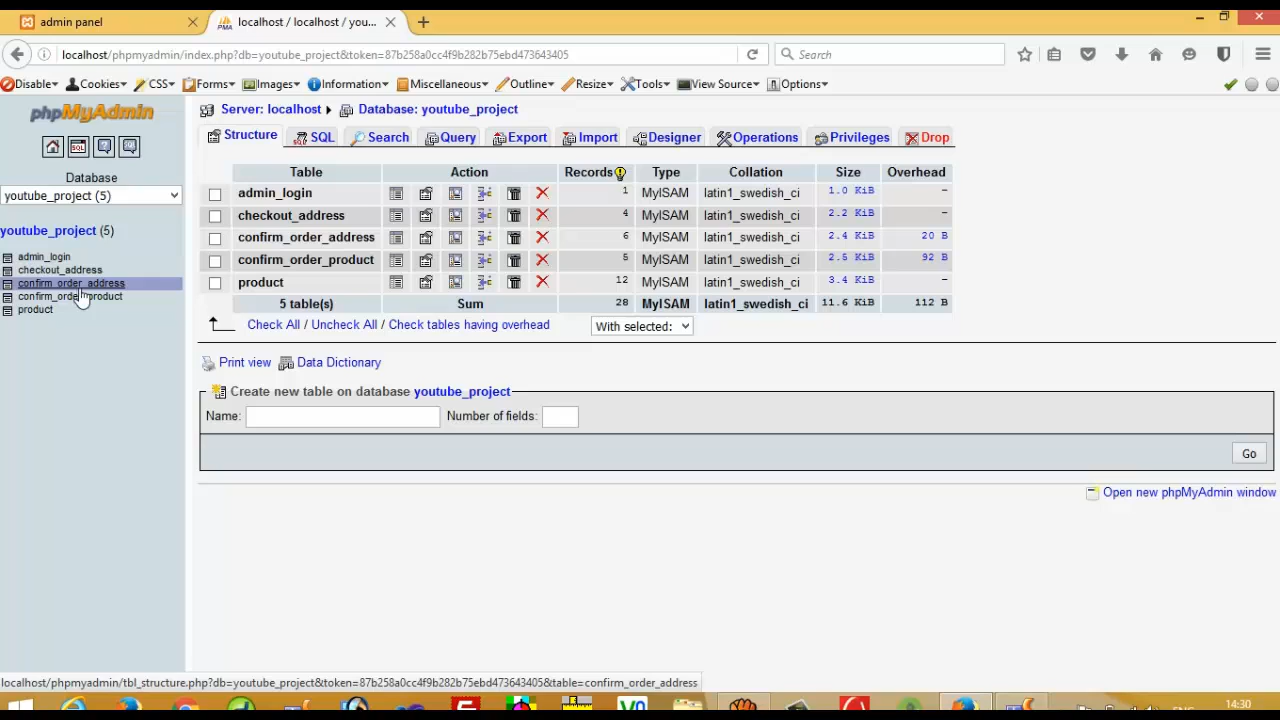 admin panel
localhost / localhost / you...
localhost/phpmyadmin/index.php?db=youtube_project&token=87b258a0cc4f9b282b75ebd473643405
Search
Disable Cookies CSS Forms Images Information Miscellaneous Outline Resize Tools View Source Options
phpMyAdmin
Server: localhost Database: youtube_project
Structure SQL Search Query Export Import Designer Operations Privileges Drop
SQL
Database
youtube_project (5)
youtube_project (5)
admin_login
checkout_address
confirm_order_address
confirm_order_product
product
Table Action Records Type Collation Size Overhead
admin_login 1 MyISAM latin1_swedish_ci 1.0 KiB -
checkout_address 4 MyISAM latin1_swedish_ci 2.2 KiB -
confirm_order_address 6 MyISAM latin1_swedish_ci 2.4 KiB 20 B
confirm_order_product 5 MyISAM latin1_swedish_ci 2.5 KiB 92 B
product 12 MyISAM latin1_swedish_ci 3.4 KiB -
5 table(s) Sum 28 MyISAM latin1_swedish_ci 11.6 KiB 112 B
Check All / Uncheck All / Check tables having overhead With selected:
Print view Data Dictionary
Create new table on database youtube_project
Name: Number of fields:
Go
Open new phpMyAdmin window
localhost/phpmyadmin/tbl_structure.php?db=youtube_project&token=87b258a0cc4f9b282b75ebd473643405&table=confirm_order_address
ENG 14:30